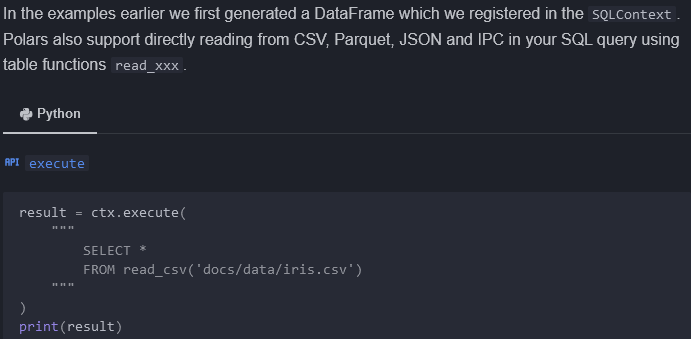 In the examples earlier we first generated a DataFrame which we registered in the SQLContext.
Polars also support directly reading from CSV, Parquet, JSON and IPC in your SQL query using
table functions read_xxx.
Python
API execute
result = ctx.execute(
    """
        SELECT *
        FROM read_csv('docs/data/iris.csv')
    """
)
print(result)